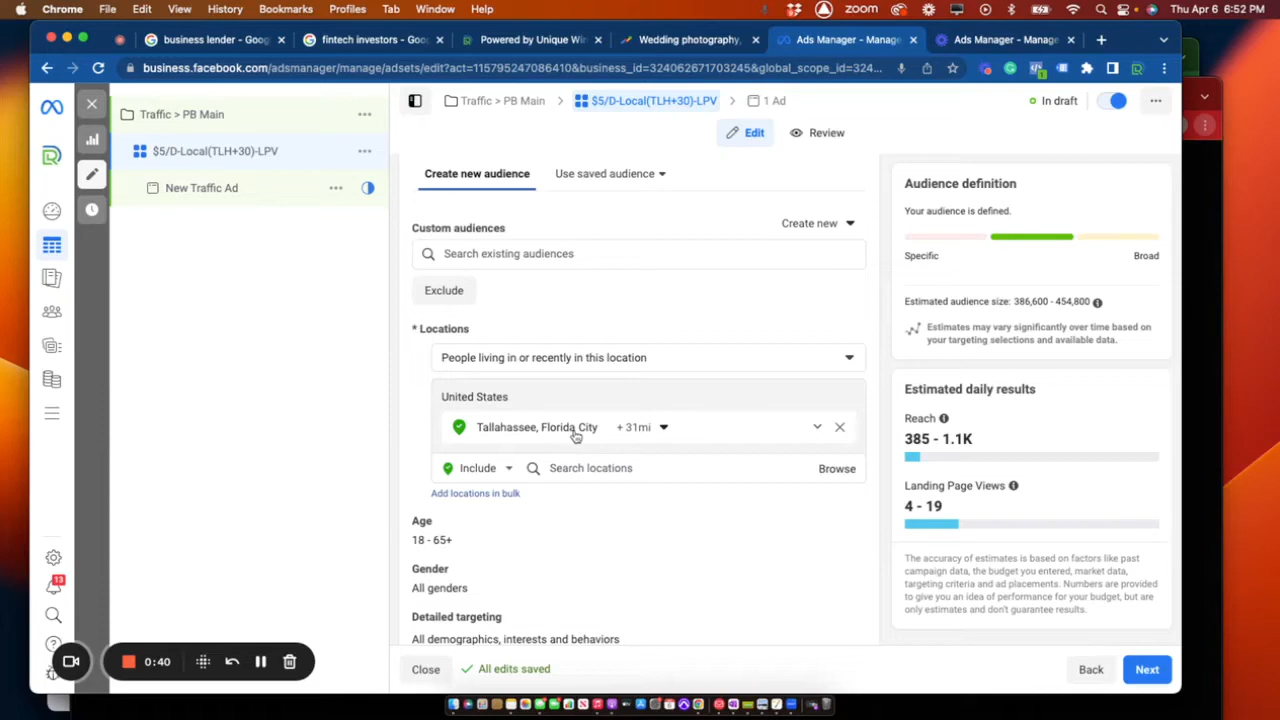 Chrome File Edit View History Bookmarks Profiles Tab Window Help zoom Thu Apr 6 6:52 PM
business lender - Goog
fintech investors - Goog
Powered by Unique Wi
Wedding photography,
Ads Manager - Manage
Ads Manager - Manage
business.facebook.com/adsmanager/manage/adsets/edit?act=115795247086410&business_id=324062671703245&global_scope_id=324...
Traffic > PB Main
$5/D-Local(TLH+30)-LPV
New Traffic Ad
Traffic > PB Main
$5/D-Local(TLH+30)-LPV
1 Ad
In draft
Edit
Review
Create new audience
Use saved audience
Custom audiences
Create new
Search existing audiences
Exclude
* Locations
People living in or recently in this location
United States
Tallahassee, Florida City + 31mi
Include
Search locations
Browse
Add locations in bulk
Age
18 - 65+
Gender
All genders
Detailed targeting
All demographics, interests and behaviors
Close
All edits saved
Back
Next
Audience definition
Your audience is defined.
Specific
Broad
Estimated audience size: 386,600 - 454,800
Estimates may vary significantly over time based on
your targeting selections and available data.
Estimated daily results
Reach
385 - 1.1K
Landing Page Views
4 - 19
The accuracy of estimates is based on factors like past
campaign data, the budget you entered, market data,
targeting criteria and ad placements. Numbers are provided
to give you an idea of performance for your budget, but are
only estimates and don't guarantee results.
13
0:40